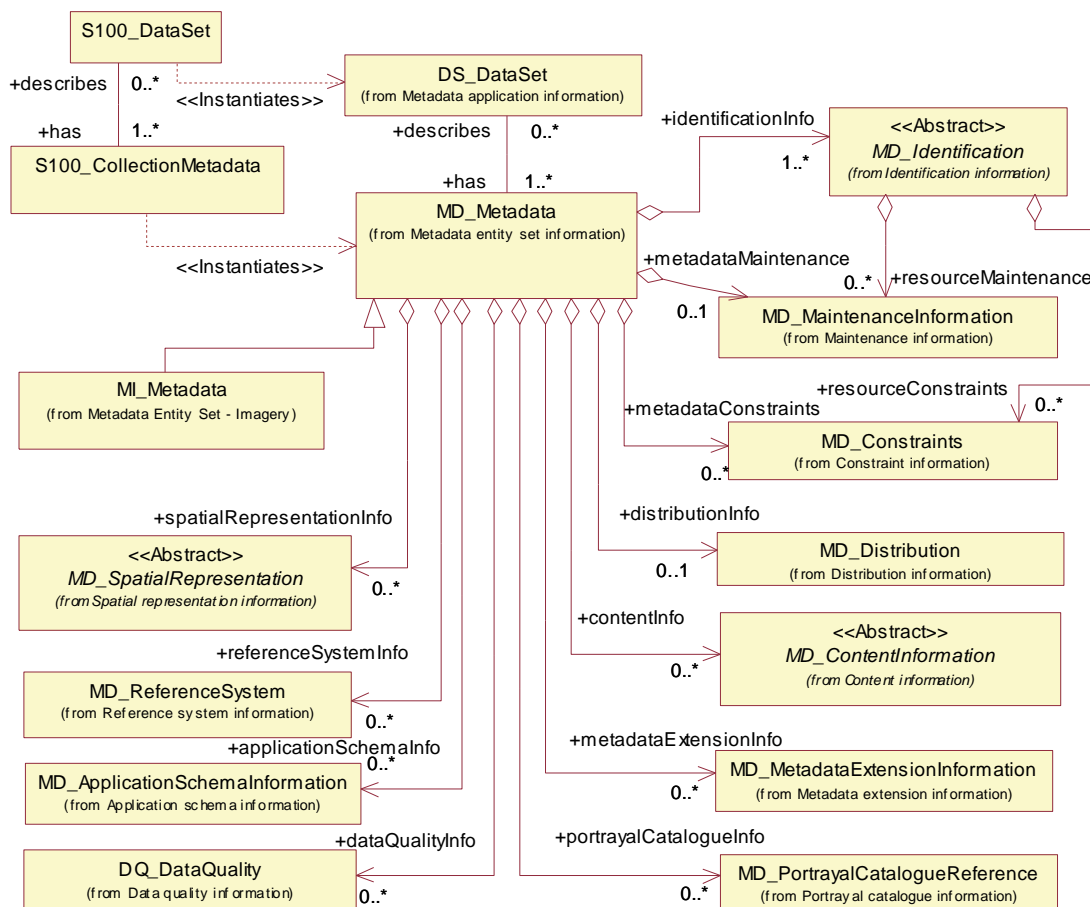 S100_DataSet
+describes
0..*
<<Instantiates>>
+has
1..*
S100_CollectionMetadata
<<Instantiates>>
DS_DataSet
(from Metadata application information)
+describes
0..*
+has
1..*
MD_Metadata
(from Metadata entity set information)
+identificationInfo
1..*
<<Abstract>>
MD_Identification
(from Identification information)
+metadataMaintenance
0..1
0..*
+resourceMaintenance
MD_MaintenanceInformation
(from Maintenance information)
MI_Metadata
(from Metadata Entity Set - Imagery)
+resourceConstraints
0..*
+metadataConstraints
0..*
MD_Constraints
(from Constraint information)
+spatialRepresentationInfo
0..*
<<Abstract>>
MD_SpatialRepresentation
(from Spatial representation information)
+distributionInfo
0..1
MD_Distribution
(from Distribution information)
+contentInfo
0..*
<<Abstract>>
MD_ContentInformation
(from Content information)
+referenceSystemInfo
0..*
MD_ReferenceSystem
(from Reference system information)
+applicationSchemaInfo
0..*
MD_ApplicationSchemaInformation
(from Application schema information)
+metadataExtensionInfo
0..*
MD_MetadataExtensionInformation
(from Metadata extension information)
+dataQualityInfo
0..*
DQ_DataQuality
(from Data quality information)
+portrayalCatalogueInfo
0..*
MD_PortrayalCatalogueReference
(from Portrayal catalogue information)